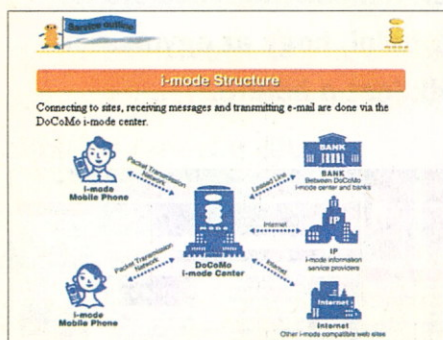 Service outline
i-mode Structure
Connecting to sites, receiving messages and transmitting e-mail are done via the
DoCoMo i-mode center.
i-mode
Mobile Phone
Packet Transmission
Network
DoCoMo
i-mode Center
Leased Line
BANK
BANK
Between DoCoMo
i-mode center and banks
Internet
IP
IP
i-mode information
service providers
Packet Transmission
Network
i-mode
Mobile Phone
Internet
Internet
Internet
Other i-mode compatible web sites